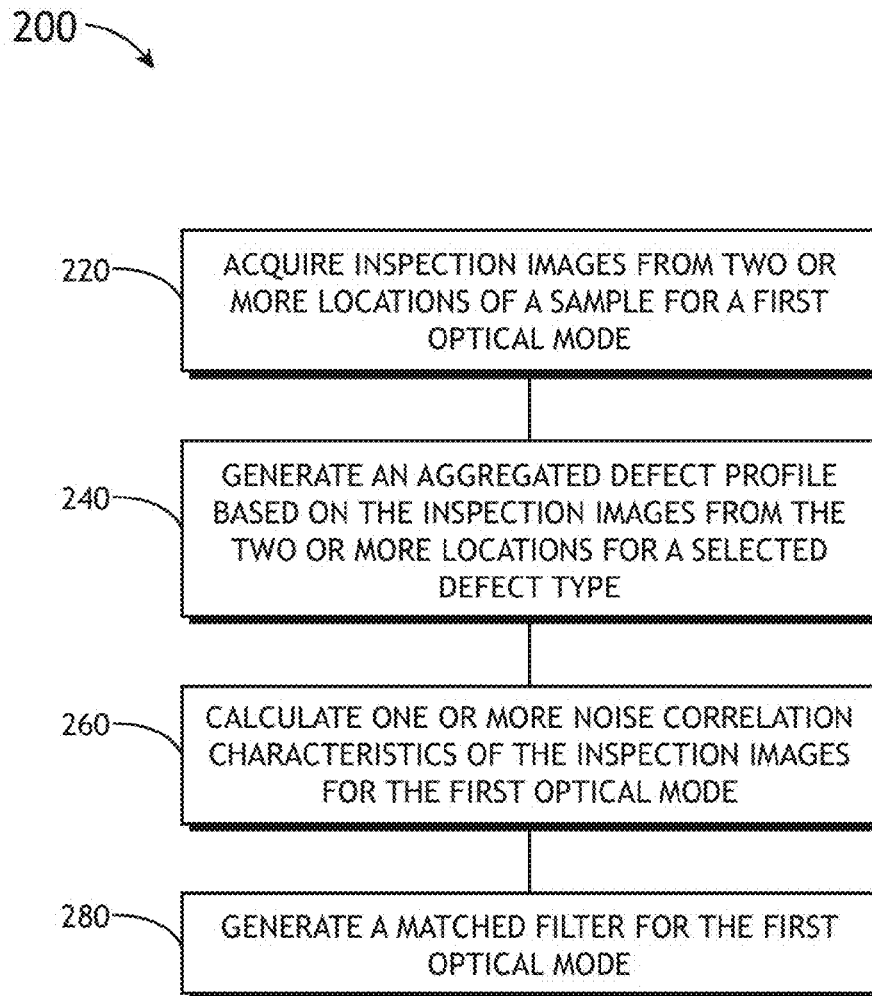 200
220
ACQUIRE INSPECTION IMAGES FROM TWO OR
MORE LOCATIONS OF A SAMPLE FOR A FIRST
OPTICAL MODE
240
GENERATE AN AGGREGATED DEFECT PROFILE
BASED ON THE INSPECTION IMAGES FROM THE
TWO OR MORE LOCATIONS FOR A SELECTED
DEFECT TYPE
260
CALCULATE ONE OR MORE NOISE CORRELATION
CHARACTERISTICS OF THE INSPECTION IMAGES
FOR THE FIRST OPTICAL MODE
280
GENERATE A MATCHED FILTER FOR THE FIRST
OPTICAL MODE